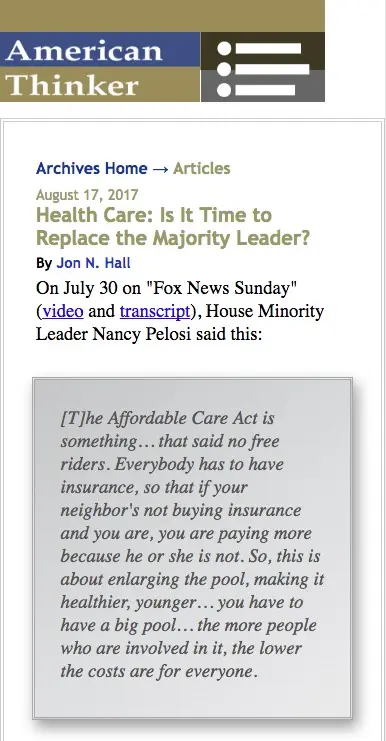 American
Thinker
Archives Home → Articles
August 17, 2017
Health Care: Is It Time to
Replace the Majority Leader?
By Jon N. Hall
On July 30 on "Fox News Sunday"
(video and transcript), House Minority
Leader Nancy Pelosi said this:
[T]he Affordable Care Act is
something… that said no free
riders. Everybody has to have
insurance, so that if your
neighbor's not buying insurance
and you are, you are paying more
because he or she is not. So, this is
about enlarging the pool, making it
healthier, younger… you have to
have a big pool… the more people
who are involved in it, the lower
the costs are for everyone.